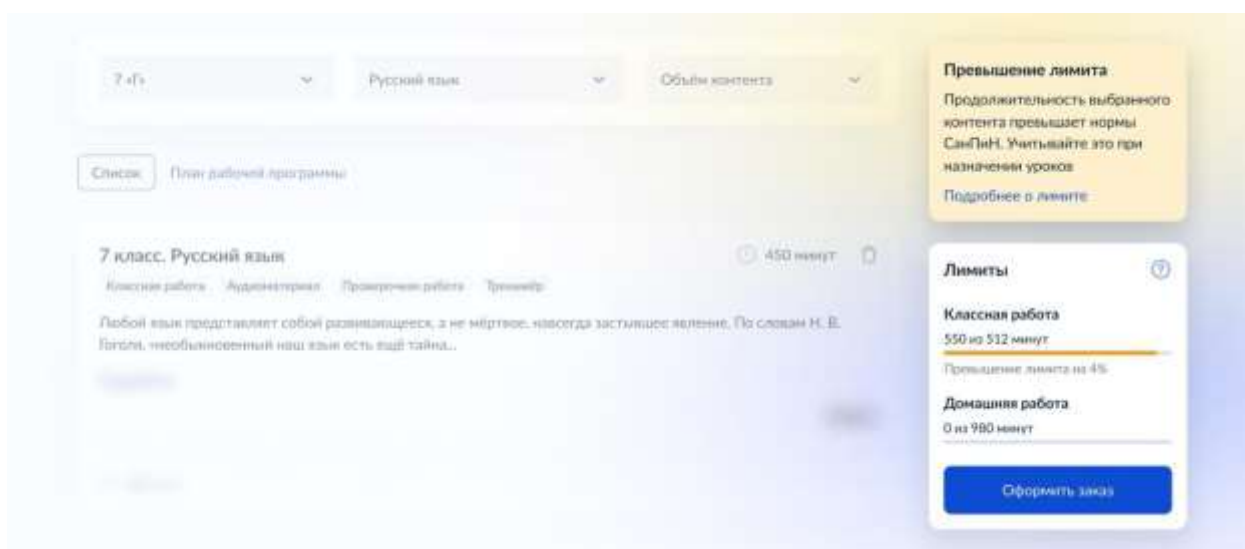 7 «Г»
Русский язык
Объём контента
Список
План рабочей программы
7 класс. Русский язык
450 минут
Классная работа
Аудиоматериал
Проверочная работа
Тренажёр
Любой язык представляет собой развивающееся, а не мёртвое, навсегда застывшее явление. По словам Н. В.
Гоголя, «необыкновенный наш язык есть ещё тайна...
Превышение лимита
Продолжительность выбранного
контента превышает нормы
СанПиН. Учитывайте это при
назначении уроков
Подробнее о лимите
Лимиты
Классная работа
550 из 512 минут
Превышение лимита на 4%
Домашняя работа
0 из 980 минут
Оформить заказ